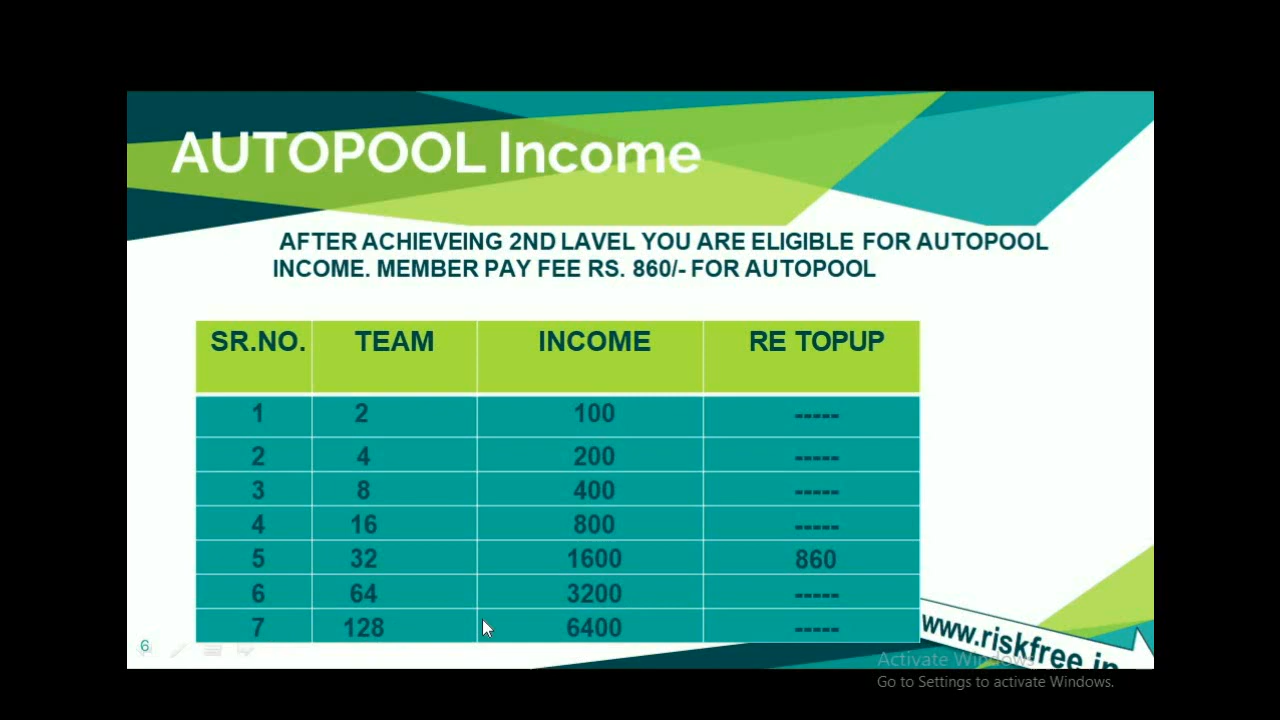 AUTOPOOL Income
AFTER ACHIEVEING 2ND LAVEL YOU ARE ELIGIBLE FOR AUTOPOOL
INCOME. MEMBER PAY FEE RS. 860/- FOR AUTOPOOL
SR.NO. TEAM INCOME RE TOPUP
1 2 100 -----
2 4 200 -----
3 8 400 -----
4 16 800 -----
5 32 1600 860
6 64 3200 -----
7 128 6400 -----
www.riskfree.in
6
Activate Windows
Go to Settings to activate Windows.